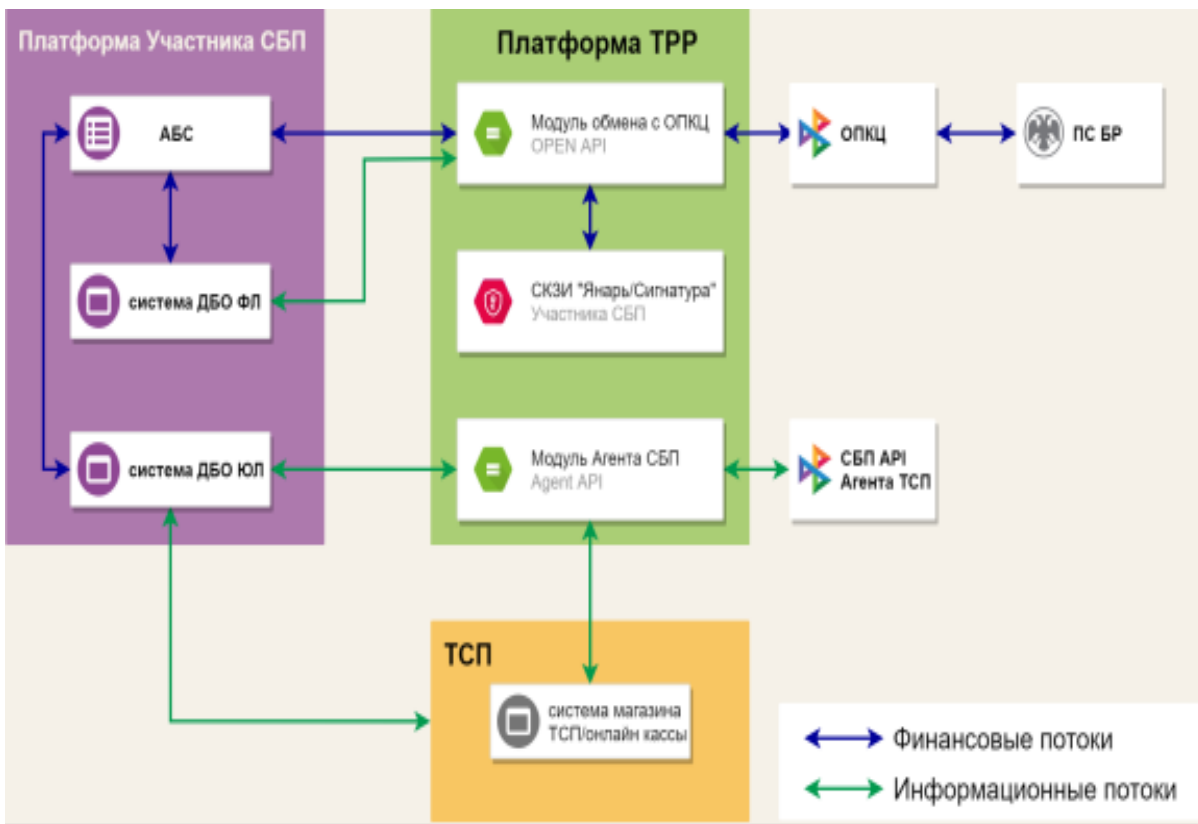 Платформа Участника СБП
Платформа TPP
АБС
Модуль обмена с ОПКЦ
OPEN API
ОПКЦ
ПС БР
система ДБО ФЛ
СКЗИ "Янарь/Сигнатура"
Участника СБП
система ДБО ЮЛ
Модуль Агента СБП
Agent API
СБП API
Агента ТСП
ТСП
система магазина
ТСП/онлайн кассы
Финансовые потоки
Информационные потоки